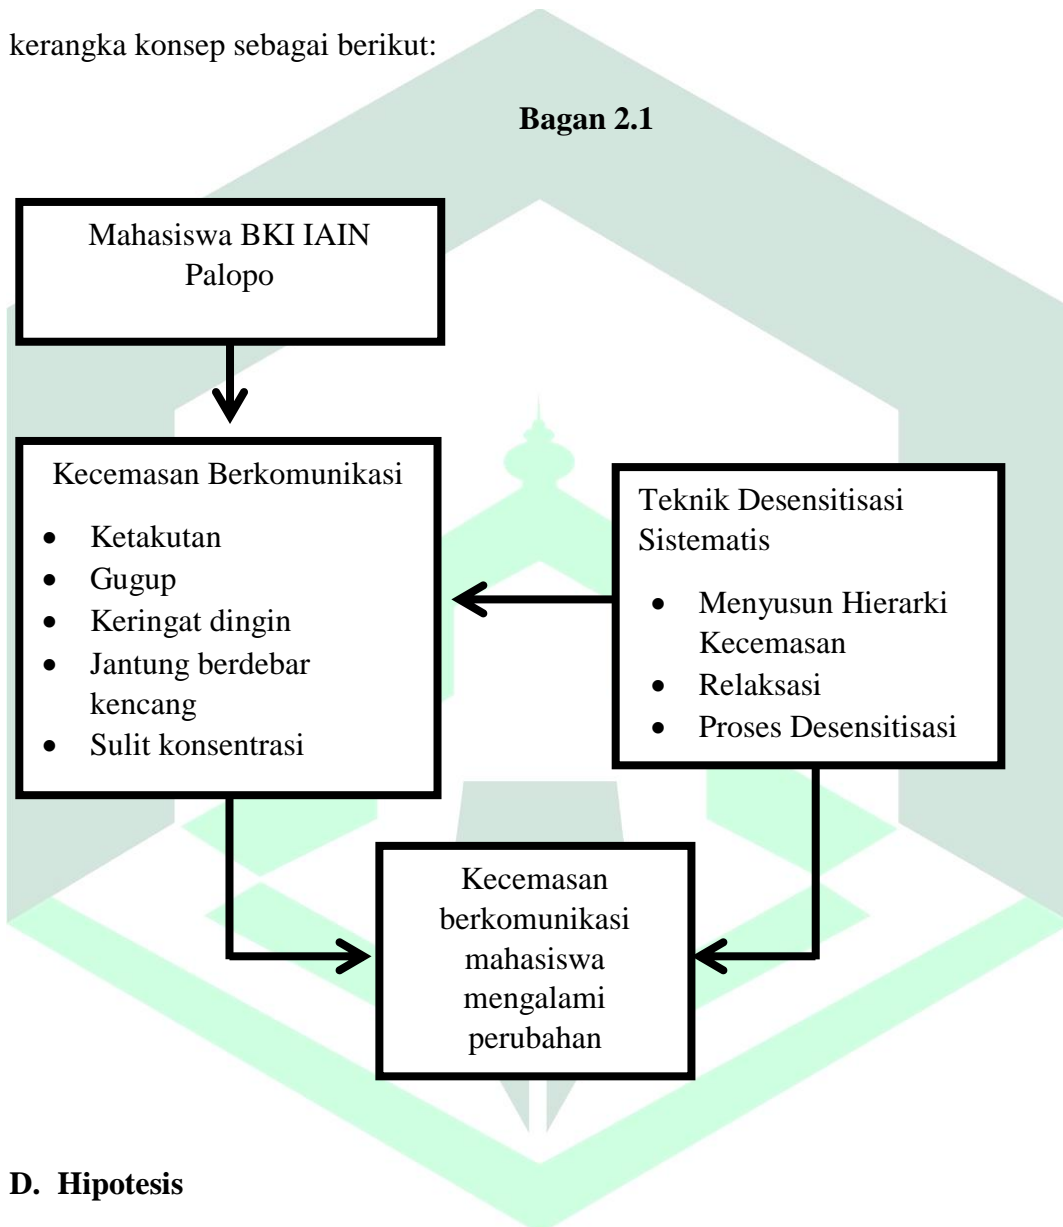 kerangka konsep sebagai berikut:
Bagan 2.1
Mahasiswa BKI IAIN
Palopo
Kecemasan Berkomunikasi
• Ketakutan
• Gugup
• Keringat dingin
• Jantung berdebar
kencang
• Sulit konsentrasi
Teknik Desensitisasi
Sistematis
• Menyusun Hierarki
Kecemasan
• Relaksasi
• Proses Desensitisasi
Kecemasan
berkomunikasi
mahasiswa
mengalami
perubahan
D. Hipotesis